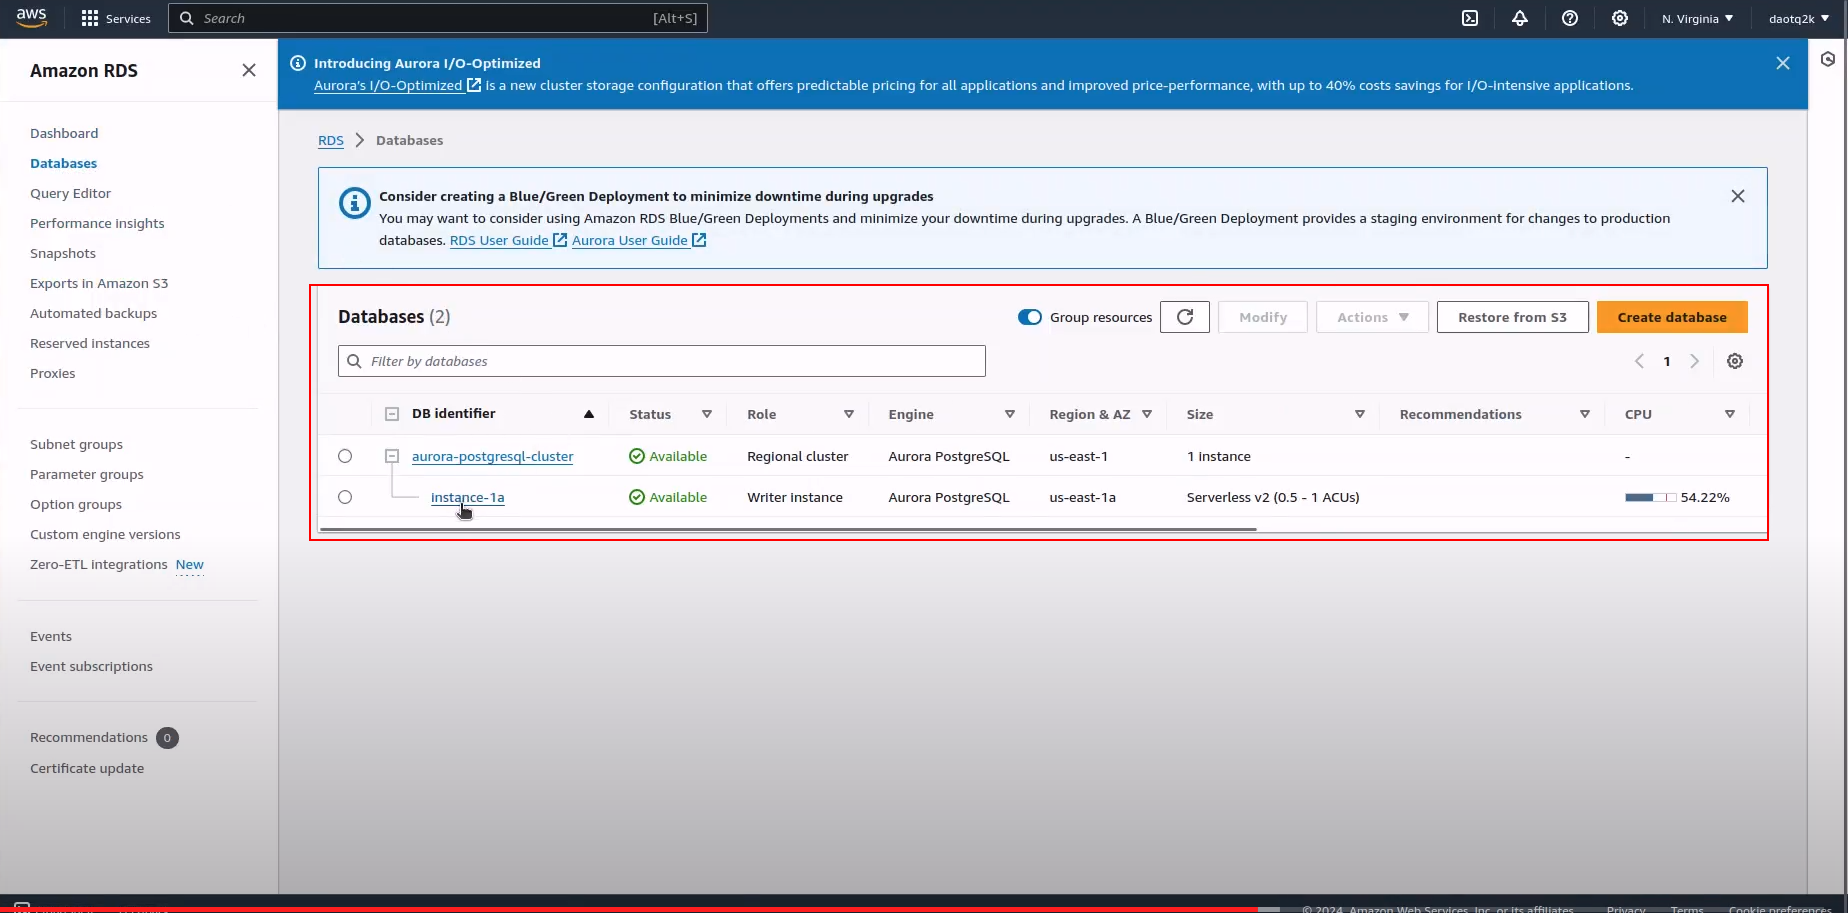 aws
Services
Search
[Alt+S]
N. Virginia
daotq2k
Amazon RDS
Dashboard
Databases
Query Editor
Performance insights
Snapshots
Exports in Amazon S3
Automated backups
Reserved instances
Proxies
Subnet groups
Parameter groups
Option groups
Custom engine versions
Zero-ETL integrations New
Events
Event subscriptions
Recommendations 0
Certificate update
Introducing Aurora I/O-Optimized
Aurora's I/O-Optimized is a new cluster storage configuration that offers predictable pricing for all applications and improved price-performance, with up to 40% costs savings for I/O-intensive applications.
RDS > Databases
Consider creating a Blue/Green Deployment to minimize downtime during upgrades
You may want to consider using Amazon RDS Blue/Green Deployments and minimize your downtime during upgrades. A Blue/Green Deployment provides a staging environment for changes to production
databases. RDS User Guide Aurora User Guide
Databases (2)
Group resources
Modify
Actions
Restore from S3
Create database
Filter by databases
1
DB identifier Status Role Engine Region & AZ Size Recommendations CPU
aurora-postgresql-cluster Available Regional cluster Aurora PostgreSQL us-east-1 1 instance -
instance-1a Available Writer instance Aurora PostgreSQL us-east-1a Serverless v2 (0.5 - 1 ACUs) 54.22%
© 2024, Amazon Web Services, Inc. or its affiliates. Privacy Terms Cookie preferences